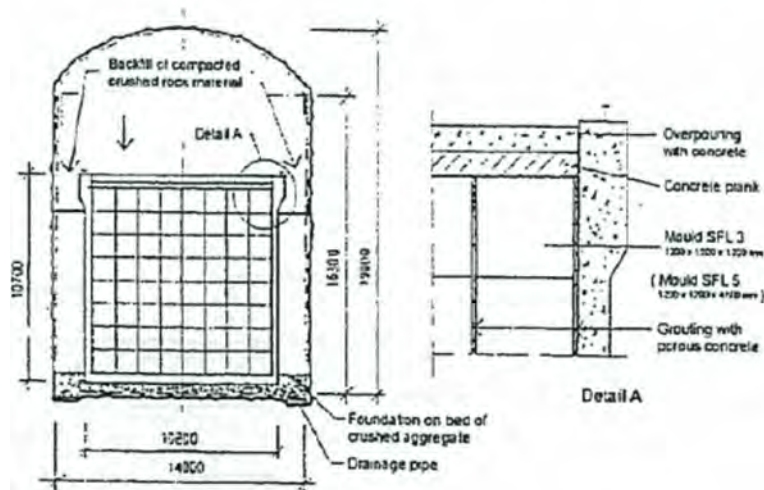 Backfill of compacted
crushed rock material
Detail A
10700
16300
10200
14000
Foundation on bed of
crushed aggregate
Drainage pipe
Overpouring
with concrete
Concrete plank
Mould SFL 3
( Mould SFL 5
Grouting with
porous concrete
Detail A